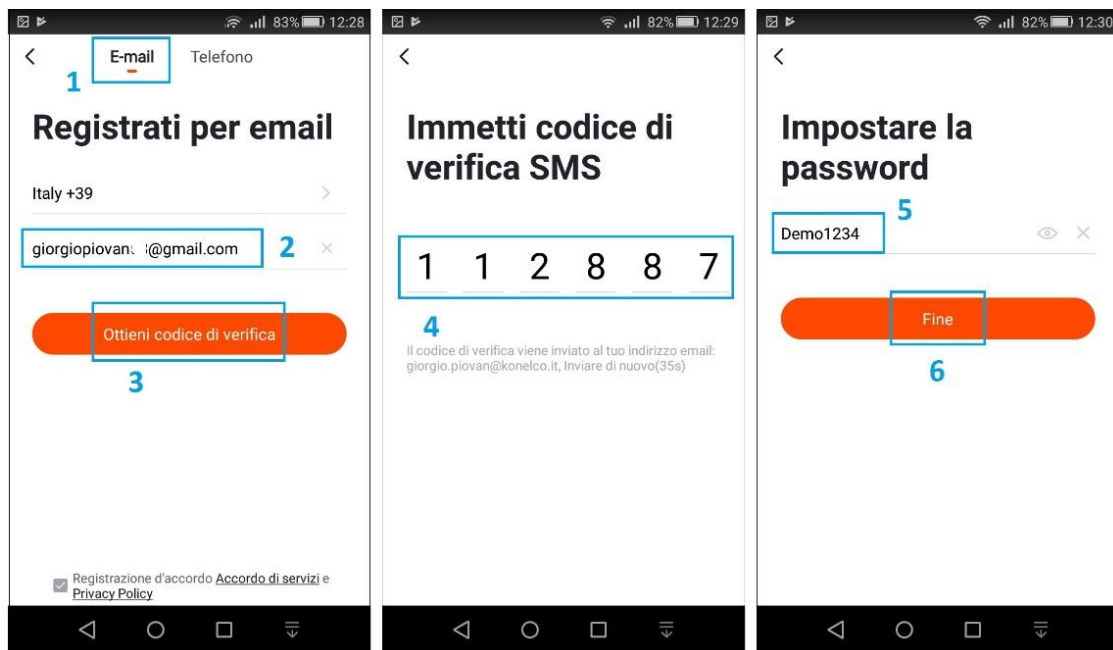 83% 12:28
E-mail Telefono
1
Registrati per email
Italy +39
giorgiopiovan @gmail.com
2
Ottieni codice di verifica
3
Registrazione d'accordo Accordo di servizi e
Privacy Policy
82% 12:29
Immetti codice di
verifica SMS
1 1 2 8 8 7
4
Il codice di verifica viene inviato al tuo indirizzo email:
giorgio.piovan@konelco.it, Inviare di nuovo(35s)
82% 12:30
Impostare la
password
5
Demo1234
Fine
6